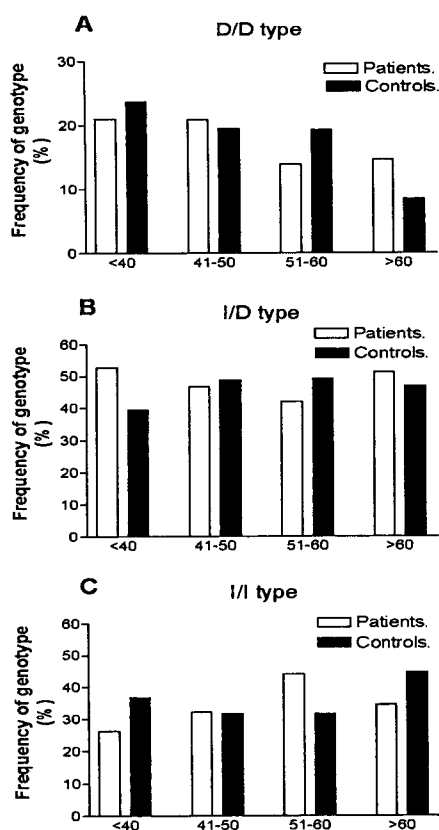 A
D/D type
Patients.
Controls.
Frequency of genotype
(%)
30
20
10
0
<40 41-50 51-60 >60
B
I/D type
Patients.
Controls.
Frequency of genotype
(%)
60
50
40
30
20
10
0
<40 41-50 51-60 >60
C
I/I type
Patients.
Controls.
Frequency of genotype
(%)
60
50
40
30
20
10
0
<40 41-50 51-60 >60